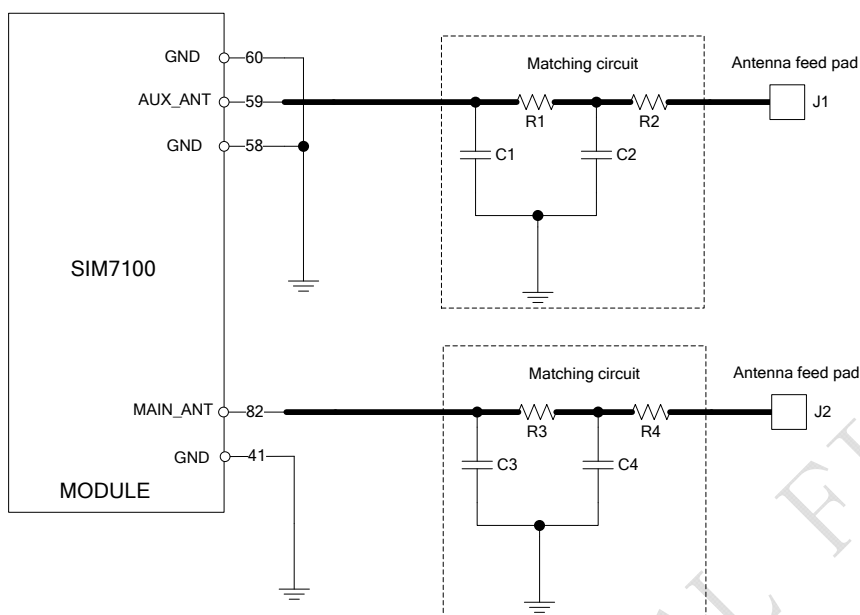 GND
60
Matching circuit
Antenna feed pad
AUX_ANT
59
J1
R1
R2
GND
58
C1
C2
SIM7100
Matching circuit
Antenna feed pad
MAIN_ANT
82
J2
R3
R4
GND
41
C3
C4
MODULE